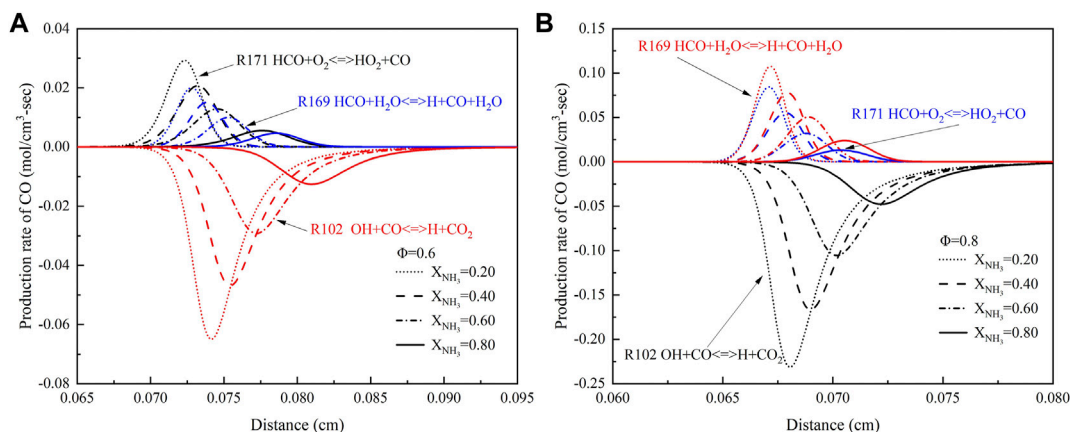 A
Production rate of CO (mol/cm³-sec)
0.04
0.02
0.00
-0.02
-0.04
-0.06
-0.08
R171 HCO+O₂<=>HO₂+CO
R169 HCO+H₂O<=>H+CO+H₂O
R102 OH+CO<=>H+CO₂
Φ=0.6
X_NH₃=0.20
X_NH₃=0.40
X_NH₃=0.60
X_NH₃=0.80
0.065 0.070 0.075 0.080 0.085 0.090 0.095
Distance (cm)
B
Production rate of CO (mol/cm³-sec)
0.15
0.10
0.05
0.00
-0.05
-0.10
-0.15
-0.20
-0.25
R169 HCO+H₂O<=>H+CO+H₂O
R171 HCO+O₂<=>HO₂+CO
R102 OH+CO<=>H+CO₂
Φ=0.8
X_NH₃=0.20
X_NH₃=0.40
X_NH₃=0.60
X_NH₃=0.80
0.060 0.065 0.070 0.075 0.080
Distance (cm)